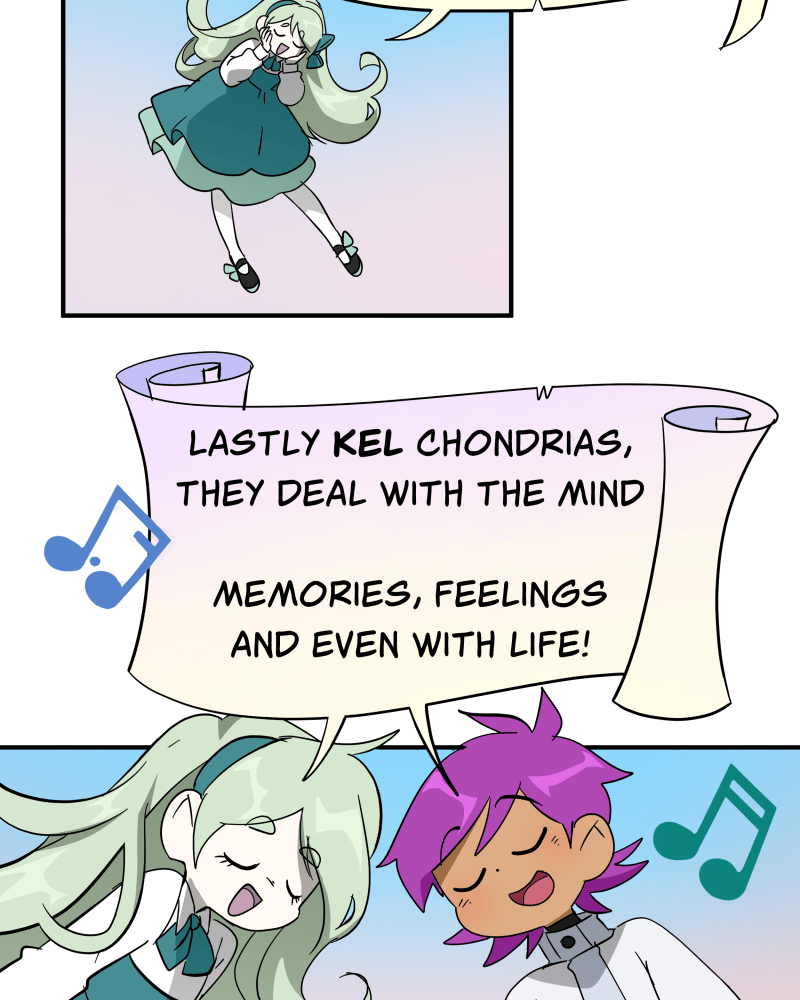 LASTLY KEL CHONDRIAS,
THEY DEAL WITH THE MIND
MEMORIES, FEELINGS
AND EVEN WITH LIFE!